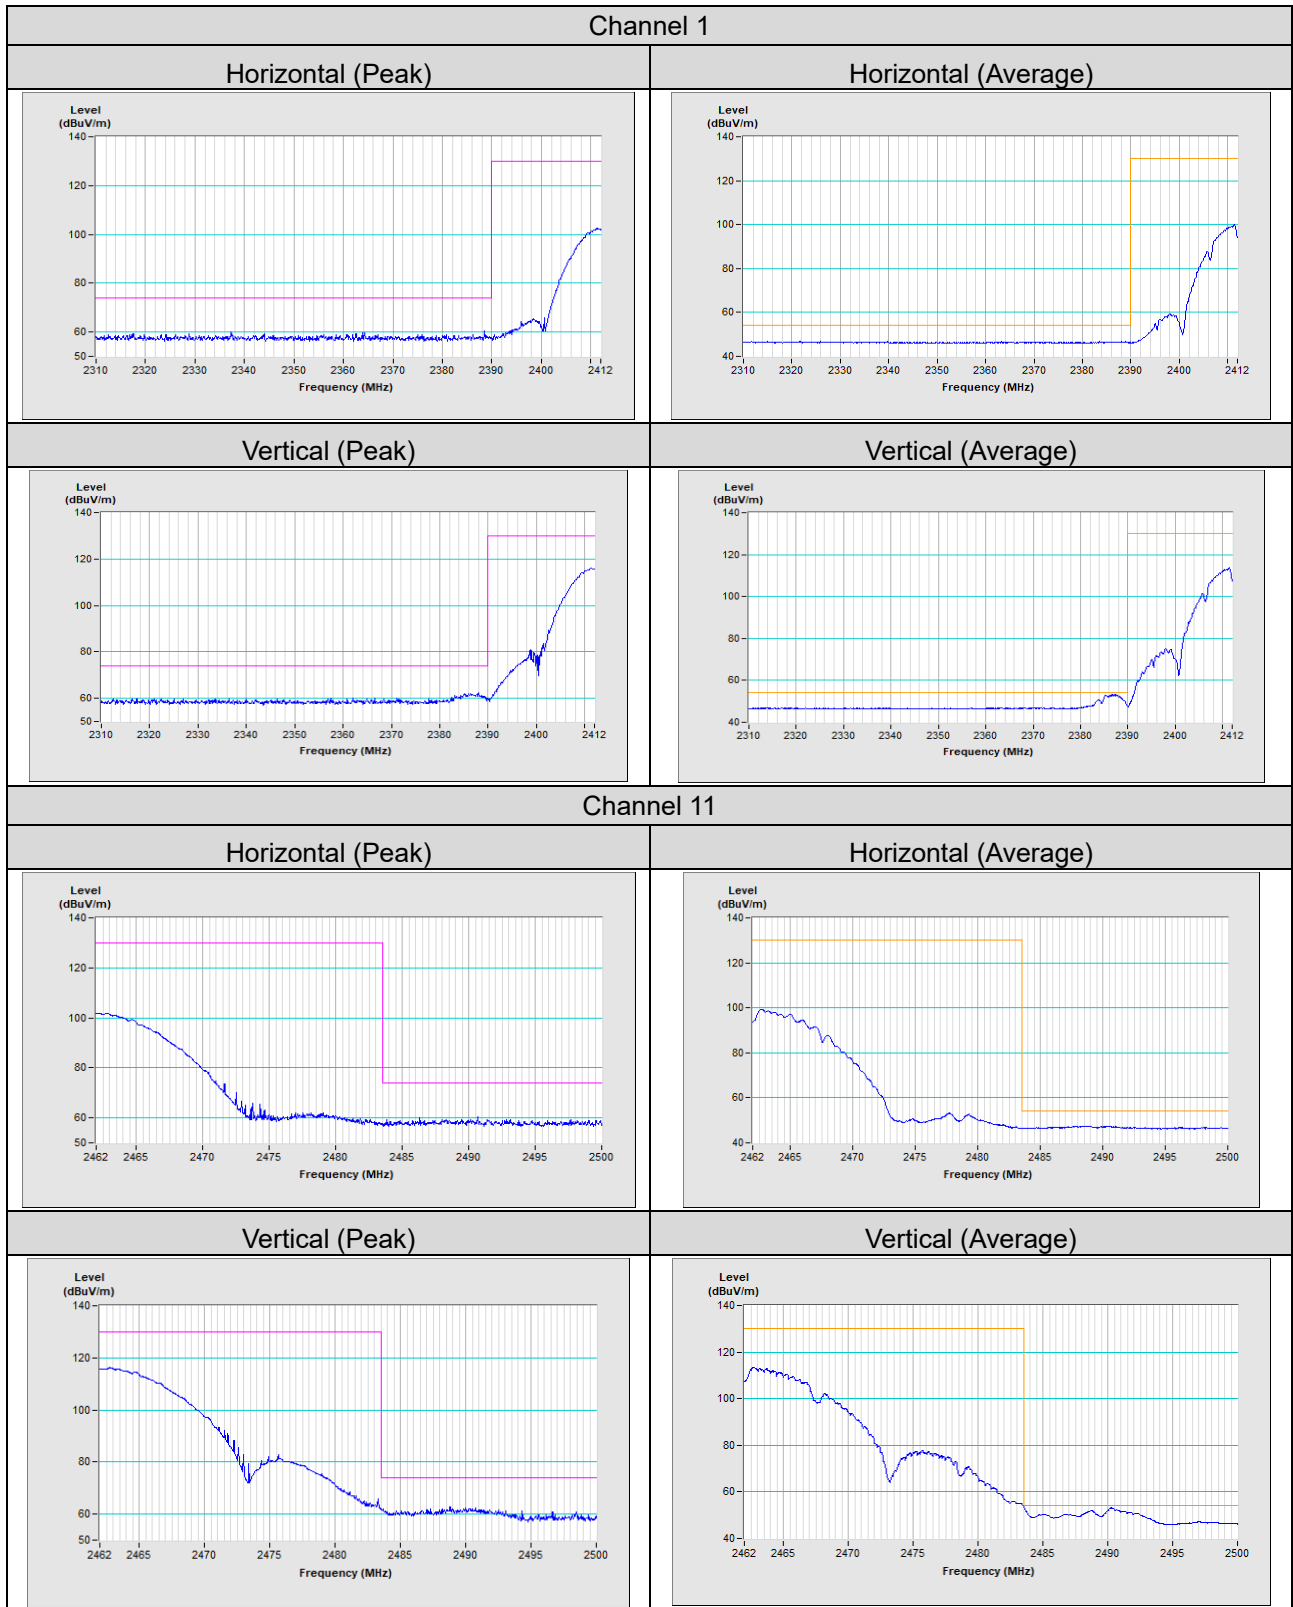 Channel 1
Horizontal (Peak)
Horizontal (Average)
Level
(dBuV/m)
140
120
100
80
60
50
2310 2320 2330 2340 2350 2360 2370 2380 2390 2400 2412
Frequency (MHz)
Level
(dBuV/m)
140
120
100
80
60
40
2310 2320 2330 2340 2350 2360 2370 2380 2390 2400 2412
Frequency (MHz)
Vertical (Peak)
Vertical (Average)
Level
(dBuV/m)
140
120
100
80
60
50
2310 2320 2330 2340 2350 2360 2370 2380 2390 2400 2412
Frequency (MHz)
Level
(dBuV/m)
140
120
100
80
60
40
2310 2320 2330 2340 2350 2360 2370 2380 2390 2400 2412
Frequency (MHz)
Channel 11
Horizontal (Peak)
Horizontal (Average)
Level
(dBuV/m)
140
120
100
80
60
50
2462 2465 2470 2475 2480 2485 2490 2495 2500
Frequency (MHz)
Level
(dBuV/m)
140
120
100
80
60
40
2462 2465 2470 2475 2480 2485 2490 2495 2500
Frequency (MHz)
Vertical (Peak)
Vertical (Average)
Level
(dBuV/m)
140
120
100
80
60
50
2462 2465 2470 2475 2480 2485 2490 2495 2500
Frequency (MHz)
Level
(dBuV/m)
140
120
100
80
60
40
2462 2465 2470 2475 2480 2485 2490 2495 2500
Frequency (MHz)